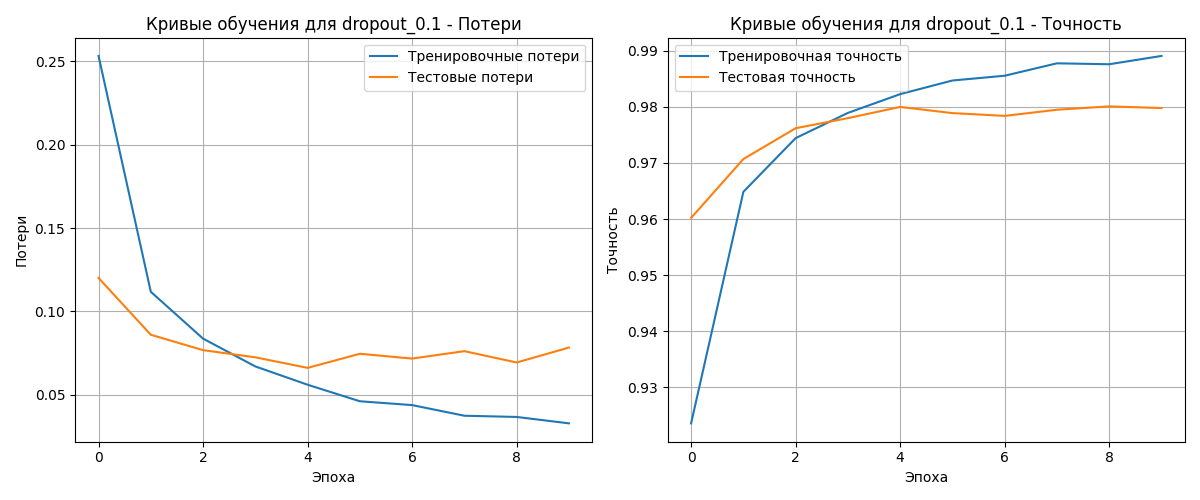 Кривые обучения для dropout_0.1 - Потери
Тренировочные потери
Тестовые потери
0.25
0.20
0.15
0.10
0.05
Потери
0 2 4 6 8
Эпоха
Кривые обучения для dropout_0.1 - Точность
Тренировочная точность
Тестовая точность
0.99
0.98
0.97
0.96
0.95
0.94
0.93
Точность
0 2 4 6 8
Эпоха